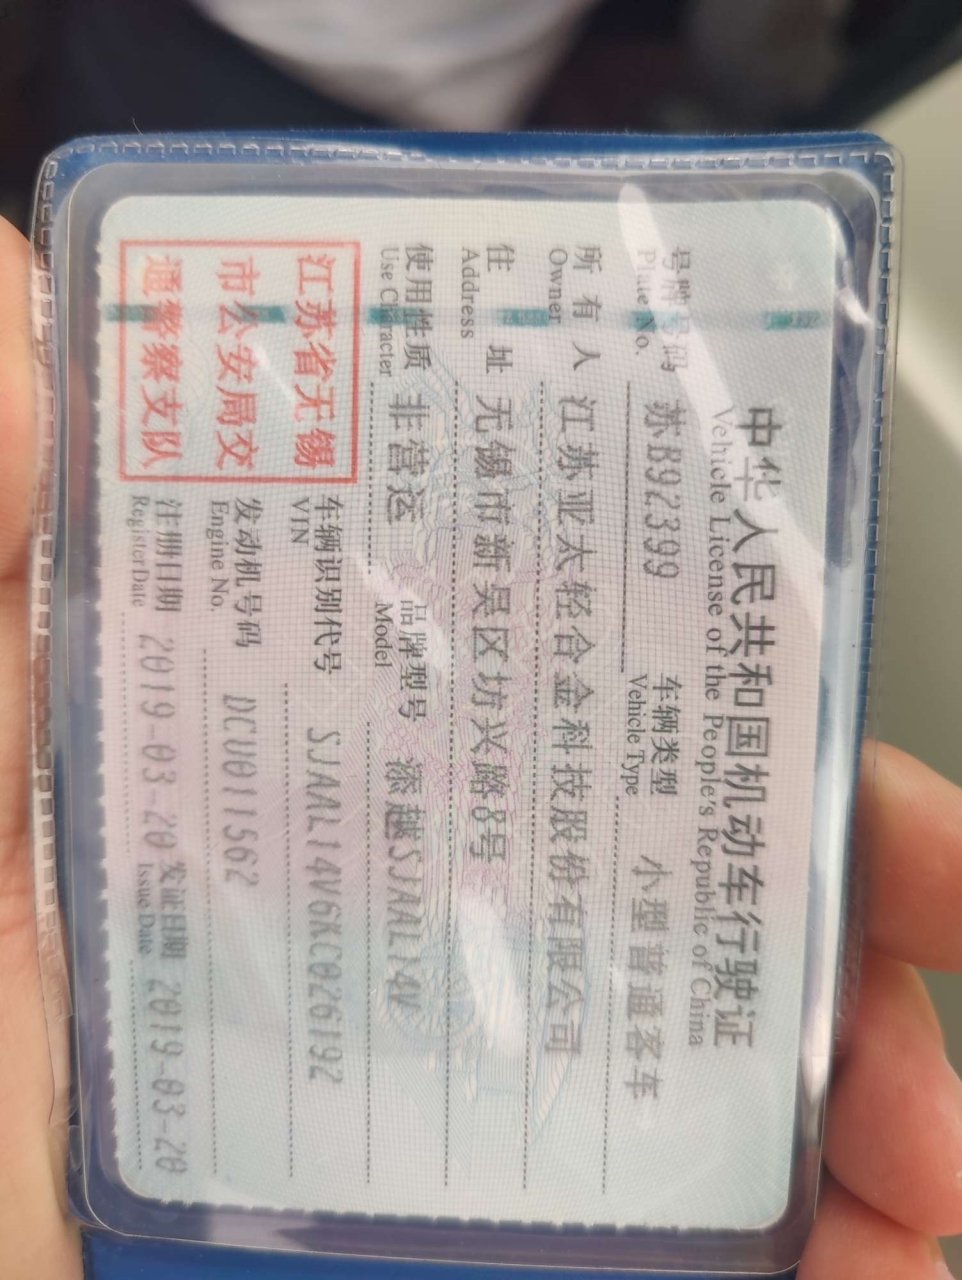 中华人民共和国机动车行驶证
Vehicle License of the People's Republic of China
号牌号码 苏B92399 车辆类型 小型普通客车
Plate No. Vehicle Type
所有人 江苏亚太轻合金科技股份有限公司
Owner
住址 无锡市新吴区坊兴路8号
Address
使用性质 非营运 品牌型号 添越SJAAL14V
Use Character Model
江苏省无锡
市公安局交
通警察支队
车辆识别代号 SJAAL14V6KC026192
VIN
发动机号码 DCU011562
Engine No.
注册日期 2019-03-20 发证日期 2019-03-20
Register Date Issue Date